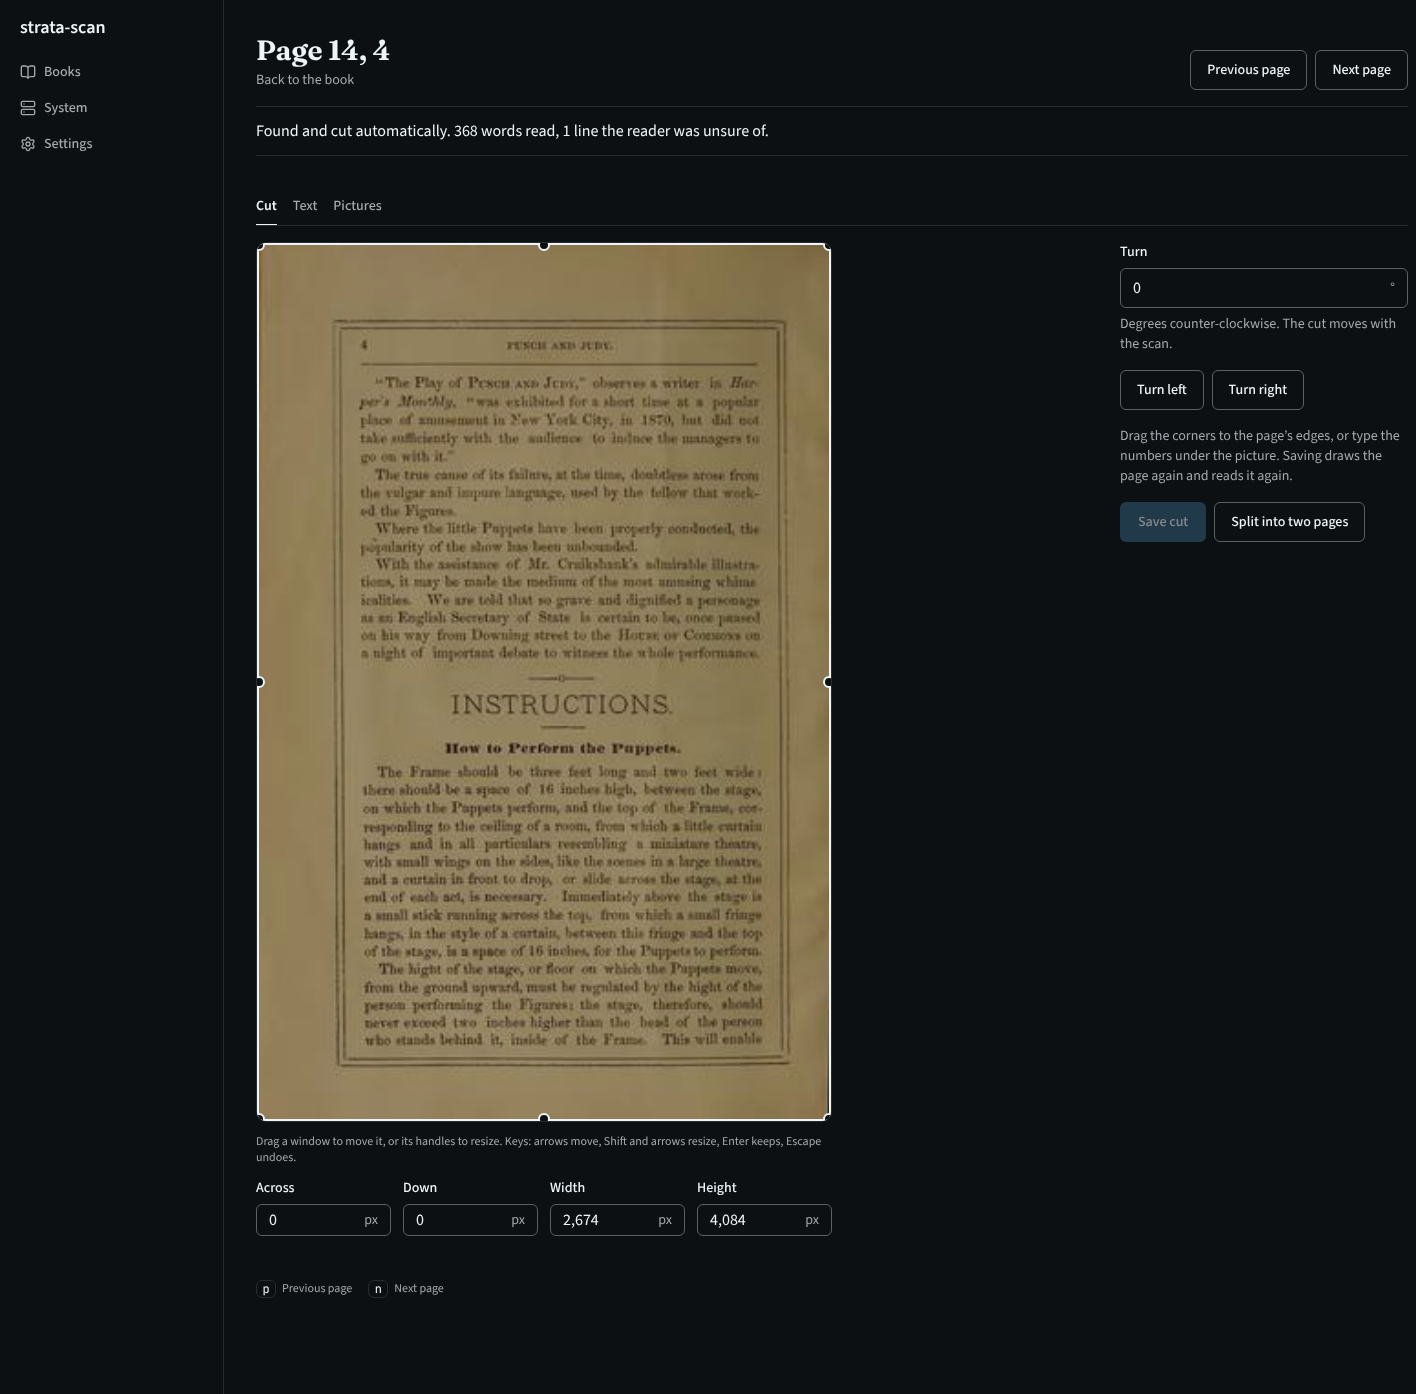 strata-scan
Books
System
Settings
Page 14, 4
Back to the book
Previous page
Next page
Found and cut automatically. 368 words read, 1 line the reader was unsure of.
Cut
Text
Pictures
4
PUNCH AND JUDY.
"The Play of PUNCH AND JUDY," observes a writer in Har-
per's Monthly, "was exhibited for a short time at a popular
place of amusement in New York City, in 1870, but did not
take sufficiently with the audience to induce the managers to
go on with it."
The true cause of its failure, at the time, doubtless arose from
the vulgar and impure language, used by the fellow that work-
ed the Figures.
Where the little Puppets have been properly conducted, the
popularity of the show has been unbounded.
With the assistance of Mr. Cruikshank's admirable illustra-
tions, it may be made the medium of the most amusing whims
icalities. We are told that so grave and dignified a personage
as an English Secretary of State is certain to be, once paused
on his way from Downing street to the HOUSE OF COMMONS on
a night of important debate to witness the whole performance.
INSTRUCTIONS.
How to Perform the Puppets.
The Frame should be three feet long and two feet wide;
there should be a space of 16 inches high, between the stage,
on which the Puppets perform, and the top of the Frame, cor-
responding to the ceiling of a room, from which a little curtain
hangs and in all particulars resembling a miniature theatre,
with small wings on the sides, like the scenes in a large theatre,
and a curtain in front to drop, or slide across the stage, at the
end of each act, is necessary. Immediately above the stage is
a small stick running across the top, from which a small fringe
hangs, in the style of a curtain, between this fringe and the top
of the stage, is a space of 16 inches, for the Puppets to perform.
The hight of the stage, or floor on which the Puppets move,
from the ground upward, must be regulated by the hight of the
person performing the Figures; the stage, therefore, should
never exceed two inches higher than the head of the person
who stands behind it, inside of the Frame. This will enable
Turn
0 °
Degrees counter-clockwise. The cut moves with
the scan.
Turn left
Turn right
Drag the corners to the page's edges, or type the
numbers under the picture. Saving draws the
page again and reads it again.
Save cut
Split into two pages
Drag a window to move it, or its handles to resize. Keys: arrows move, Shift and arrows resize, Enter keeps, Escape
undoes.
Across
Down
Width
Height
0 px
0 px
2,674 px
4,084 px
p Previous page
n Next page